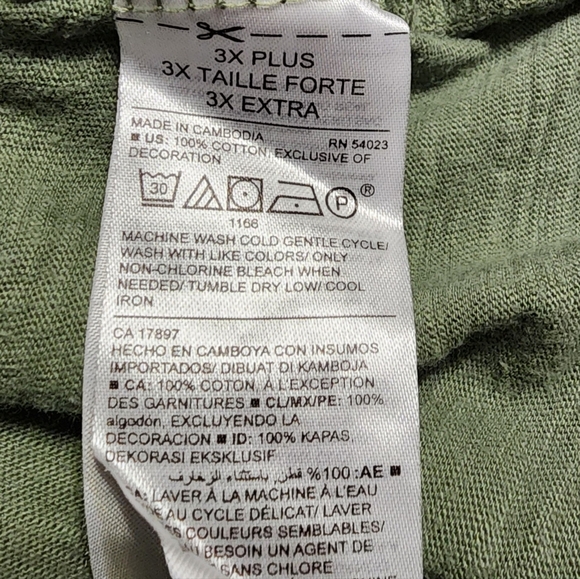 3X PLUS
3X TAILLE FORTE
3X EXTRA
MADE IN CAMBODIA RN 54023
■ US: 100% COTTON, EXCLUSIVE OF
DECORATION
30 P ®
1166
MACHINE WASH COLD GENTLE CYCLE/
WASH WITH LIKE COLORS/ ONLY
NON-CHLORINE BLEACH WHEN
NEEDED/ TUMBLE DRY LOW/ COOL
IRON
CA 17897
HECHO EN CAMBOYA CON INSUMOS
IMPORTADOS/ DIBUAT DI KAMBOJA
■ CA: 100% COTON, À L'EXCEPTION
DES GARNITURES ■ CL/MX/PE: 100%
algodón, EXCLUYENDO LA
DECORACION ■ ID: 100% KAPAS,
DEKORASI EKSKLUSIF
■ AE: 100% قطن, باستثناء الزخارف
LAVER À LA MACHINE À L'EAU
AU CYCLE DÉLICAT/ LAVER
COULEURS SEMBLABLES/
BESOIN UN AGENT DE
SANS CHLORE